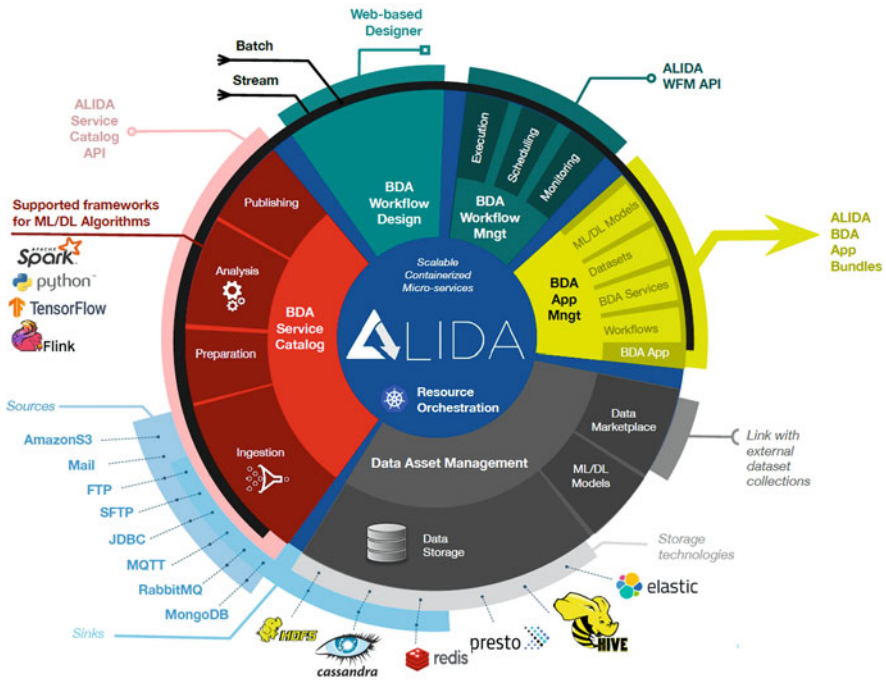 Web-based
Designer
Batch
Stream
ALIDA
WFM API
ALIDA
Service
Catalog
API
Supported frameworks
for ML/DL Algorithms
APACHE
Spark™
python™
TensorFlow
Flink
Publishing
Analysis
Preparation
Ingestion
BDA
Service
Catalog
BDA
Workflow
Design
Execution
Scheduling
Monitoring
BDA
Workflow
Mngt
ML/DL Models
Datasets
BDA Services
Workflows
BDA App
BDA
App
Mngt
ALIDA
BDA
App
Bundles
Scalable
Containerized
Micro-services
ALIDA
Resource
Orchestration
Data Asset Management
Data
Marketplace
ML/DL
Models
Data
Storage
Link with
external
dataset
collections
Storage
technologies
Sources
AmazonS3
Mail
FTP
SFTP
JDBC
MQTT
RabbitMQ
MongoDB
Sinks
HDFS
cassandra
redis
presto
HIVE
elastic